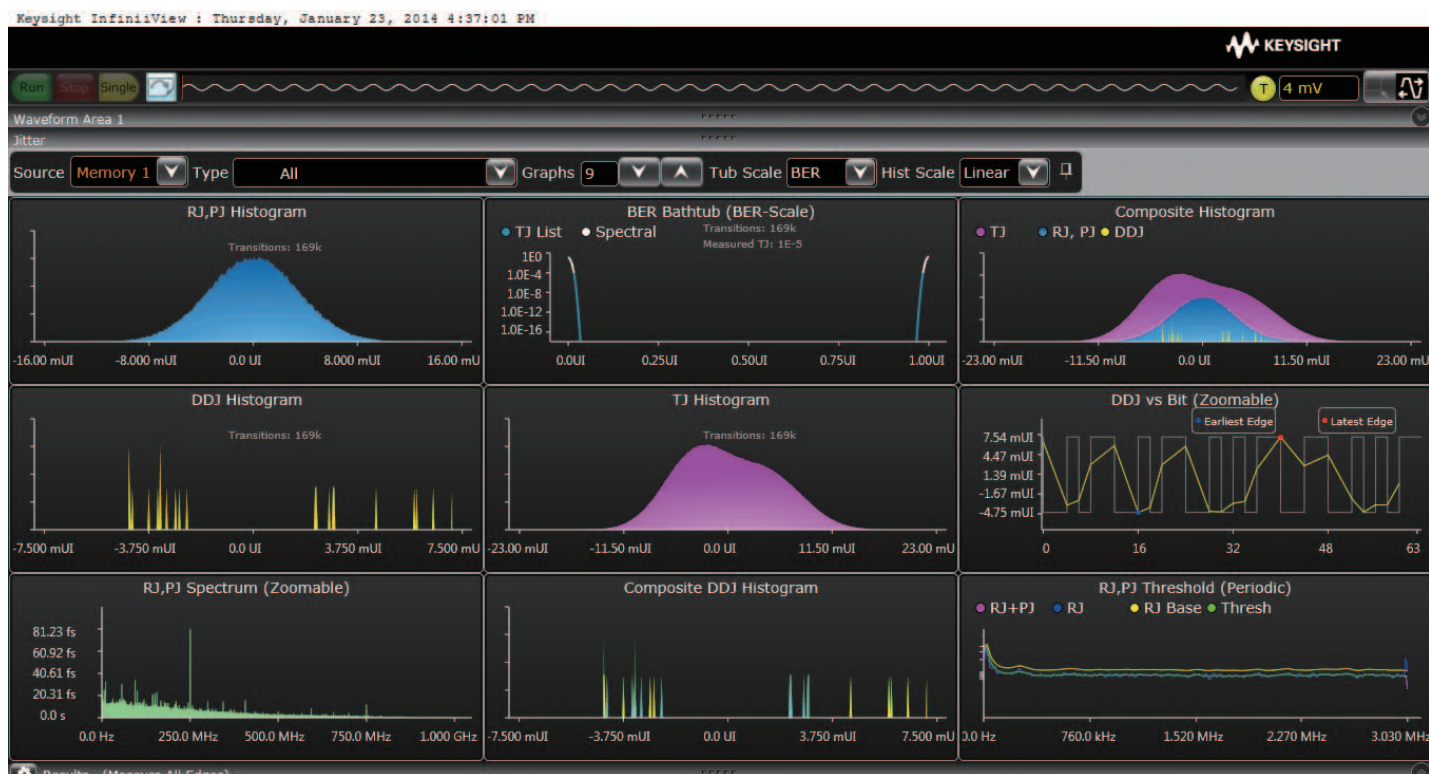 Keysight InfiniiView : Thursday, January 23, 2014 4:37:01 PM
KEYSIGHT
Run Stop Single T 4 mV
Waveform Area 1
Jitter
Source Memory 1 Type All Graphs 9 Tub Scale BER Hist Scale Linear
RJ,PJ Histogram
Transitions: 169k
-16.00 mUI -8.000 mUI 0.0 UI 8.000 mUI 16.00 mU
BER Bathtub (BER-Scale)
TJ List Spectral Transitions: 169k
Measured TJ: 1E-5
1E0
1.0E-4
1.0E-8
1.0E-12
1.0E-16
0.0UI 0.25UI 0.50UI 0.75UI 1.00UI
Composite Histogram
TJ RJ, PJ DDJ
-23.00 mUI -11.50 mUI 0.0 UI 11.50 mUI 23.00 mU
DDJ Histogram
Transitions: 169k
-7.500 mUI -3.750 mUI 0.0 UI 3.750 mUI 7.500 mU
TJ Histogram
Transitions: 169k
-23.00 mUI -11.50 mUI 0.0 UI 11.50 mUI 23.00 mU
DDJ vs Bit (Zoomable)
Earliest Edge Latest Edge
7.54 mUI
4.47 mUI
1.39 mUI
-1.67 mUI
-4.75 mUI
0 16 32 48 63
RJ,PJ Spectrum (Zoomable)
81.23 fs
60.92 fs
40.61 fs
20.31 fs
0.0 s
0.0 Hz 250.0 MHz 500.0 MHz 750.0 MHz 1.000 GHz
Composite DDJ Histogram
-7.500 mUI -3.750 mUI 0.0 UI 3.750 mUI 7.500 mU
RJ,PJ Threshold (Periodic)
RJ+PJ RJ RJ Base Thresh
0.0 Hz 760.0 kHz 1.520 MHz 2.270 MHz 3.030 MHz
Results (Measure All Edges)